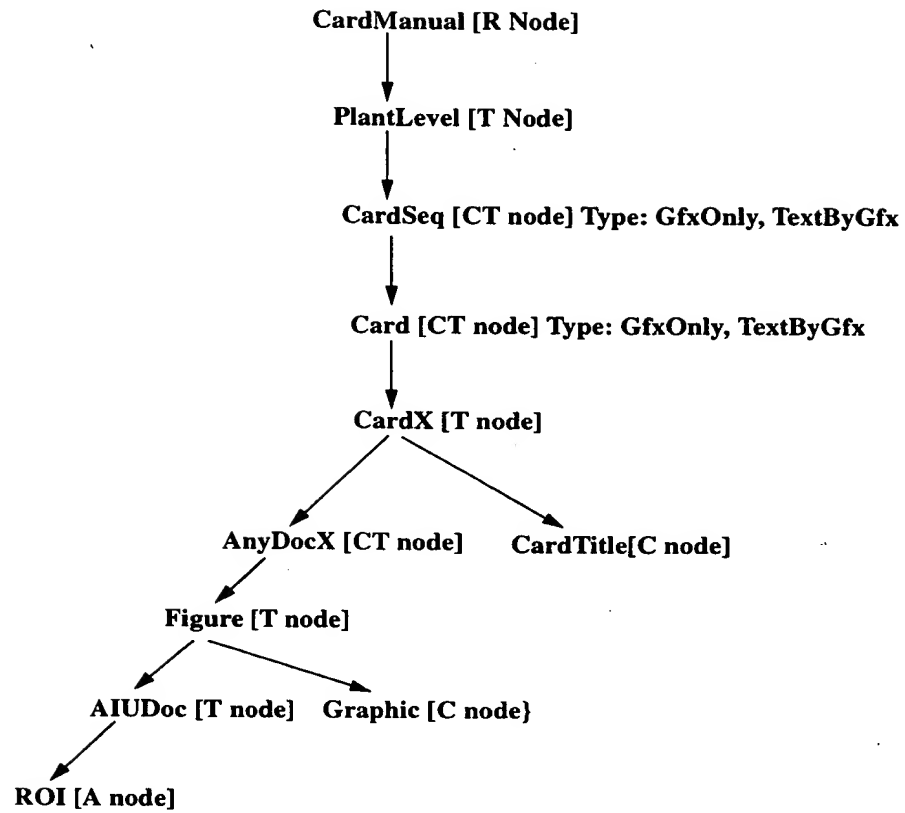 CardManual [R Node]
PlantLevel [T Node]
CardSeq [CT node] Type: GfxOnly, TextByGfx
Card [CT node] Type: GfxOnly, TextByGfx
CardX [T node]
AnyDocX [CT node] CardTitle[C node]
Figure [T node]
AIUDoc [T node] Graphic [C node}
ROI [A node]